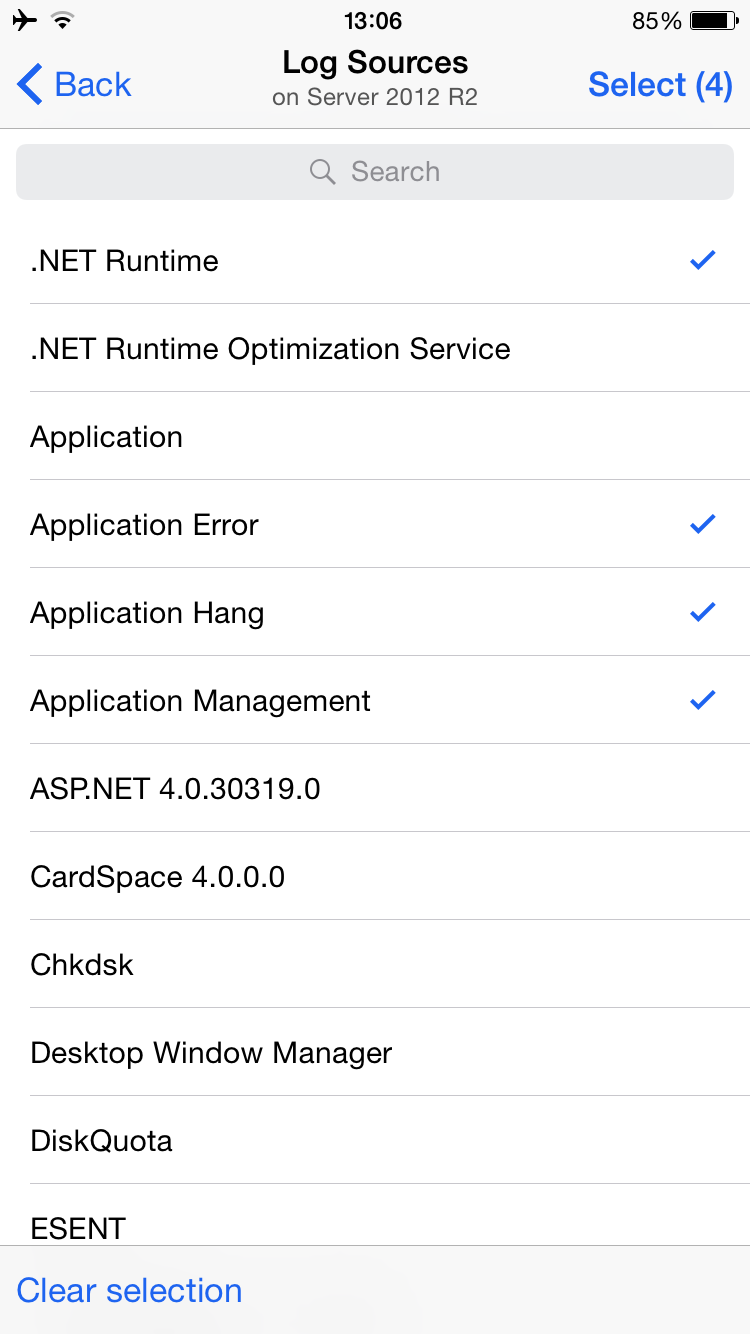 13:06
85%
Back
Log Sources
on Server 2012 R2
Select (4)
Search
.NET Runtime
.NET Runtime Optimization Service
Application
Application Error
Application Hang
Application Management
ASP.NET 4.0.30319.0
CardSpace 4.0.0.0
Chkdsk
Desktop Window Manager
DiskQuota
ESENT
Clear selection